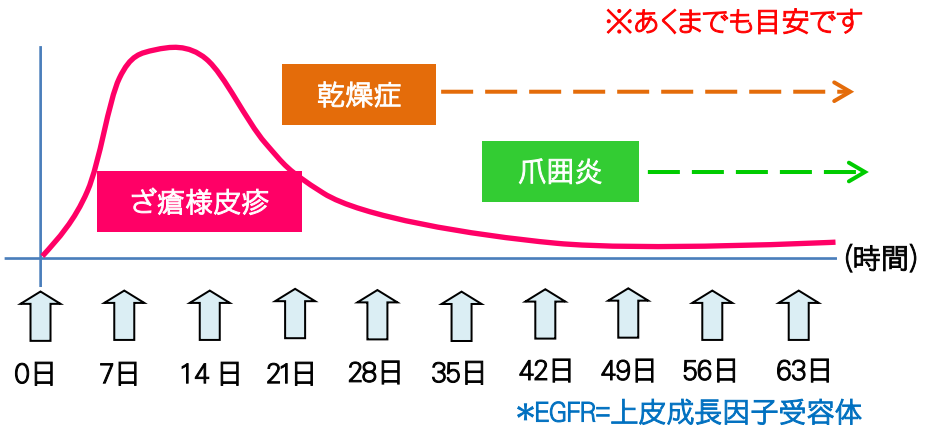 ※あくまでも目安です
乾燥症
爪囲炎
ざ瘡様皮疹
(時間)
0日 7日 14日 21日 28日 35日 42日 49日 56日 63日
*EGFR=上皮成長因子受容体